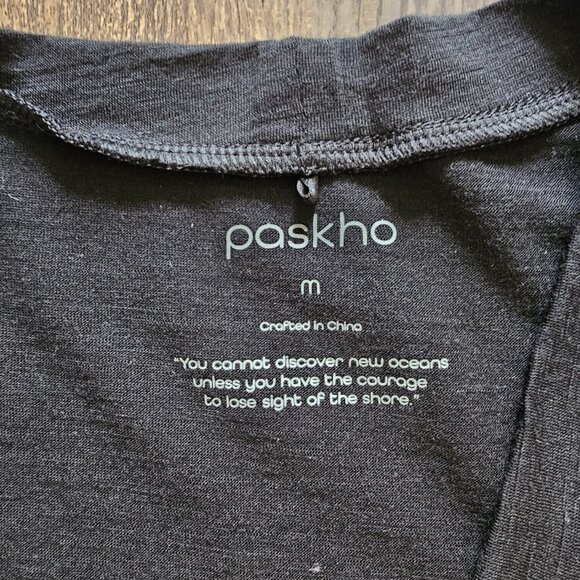 paskho
m
Crafted in China
"You cannot discover new oceans
unless you have the courage
to lose sight of the shore."